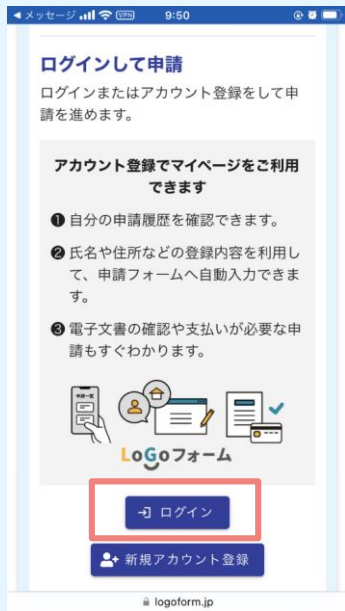 メッセージ VPN 9:50
ログインして申請
ログインまたはアカウント登録をして申
請を進めます。
アカウント登録でマイページをご利用
できます
❶ 自分の申請履歴を確認できます。
❷ 氏名や住所などの登録内容を利用し
て、申請フォームへ自動入力できま
す。
❸ 電子文書の確認や支払いが必要な申
請もすぐわかります。
申請一覧
LoGoフォーム
ログイン
新規アカウント登録
logoform.jp